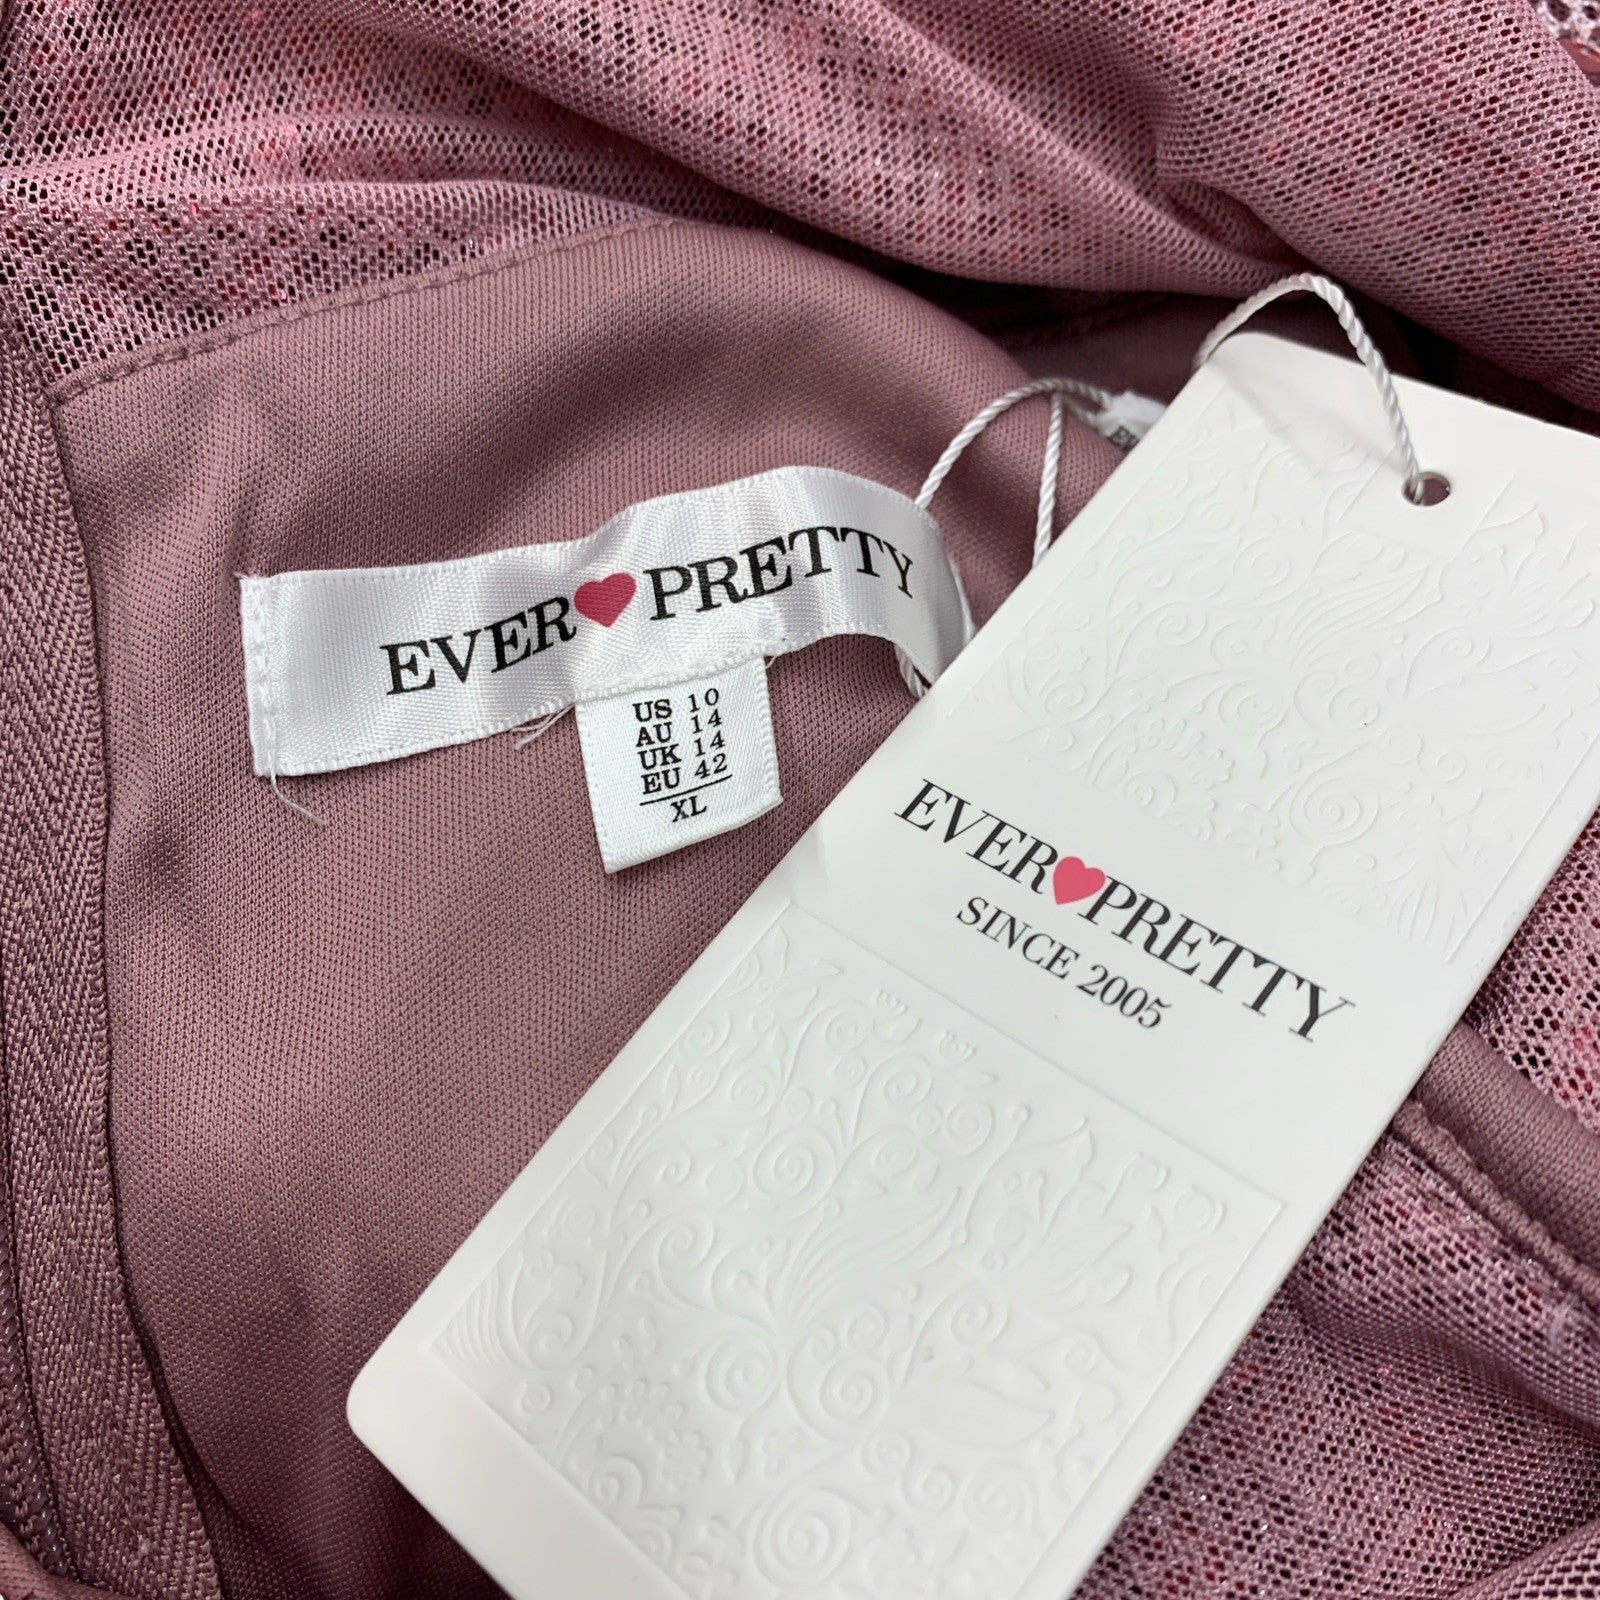 EVER♥PRETTY
US 10
AU 14
UK 14
EU 42
XL
EVER♥PRETTY
SINCE 2005